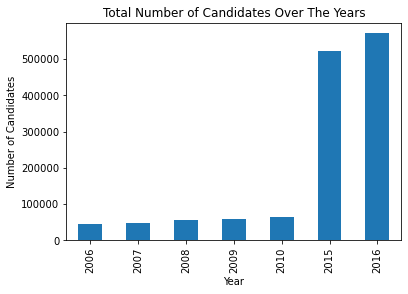 Total Number of Candidates Over The Years
Number of Candidates
500000
400000
300000
200000
100000
0
2006 2007 2008 2009 2010 2015 2016
Year